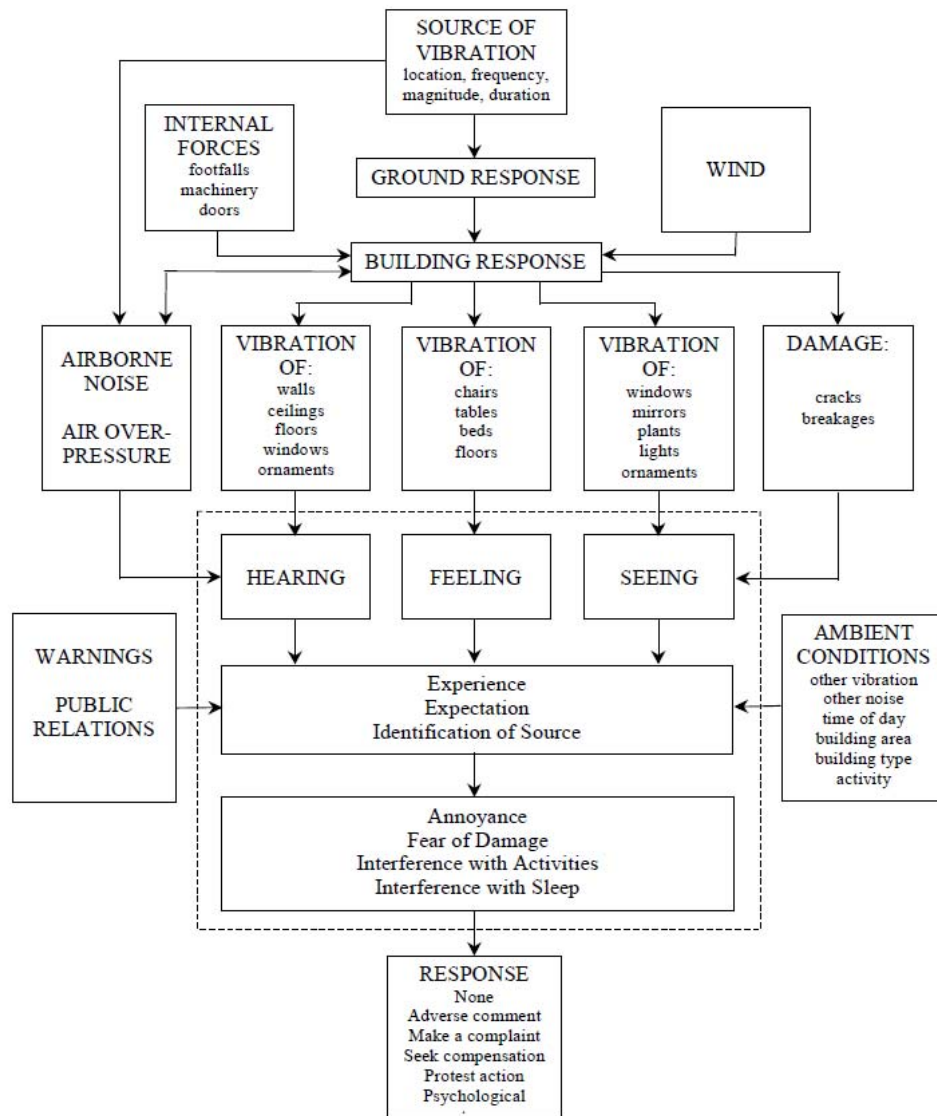 SOURCE OF
VIBRATION
location, frequency,
magnitude, duration
INTERNAL
FORCES
footfalls
machinery
doors
GROUND RESPONSE
WIND
BUILDING RESPONSE
AIRBORNE
NOISE
AIR OVER-
PRESSURE
VIBRATION
OF:
walls
ceilings
floors
windows
ornaments
VIBRATION
OF:
chairs
tables
beds
floors
VIBRATION
OF:
windows
mirrors
plants
lights
ornaments
DAMAGE:
cracks
breakages
HEARING
FEELING
SEEING
WARNINGS
PUBLIC
RELATIONS
Experience
Expectation
Identification of Source
AMBIENT
CONDITIONS
other vibration
other noise
time of day
building area
building type
activity
Annoyance
Fear of Damage
Interference with Activities
Interference with Sleep
RESPONSE
None
Adverse comment
Make a complaint
Seek compensation
Protest action
Psychological